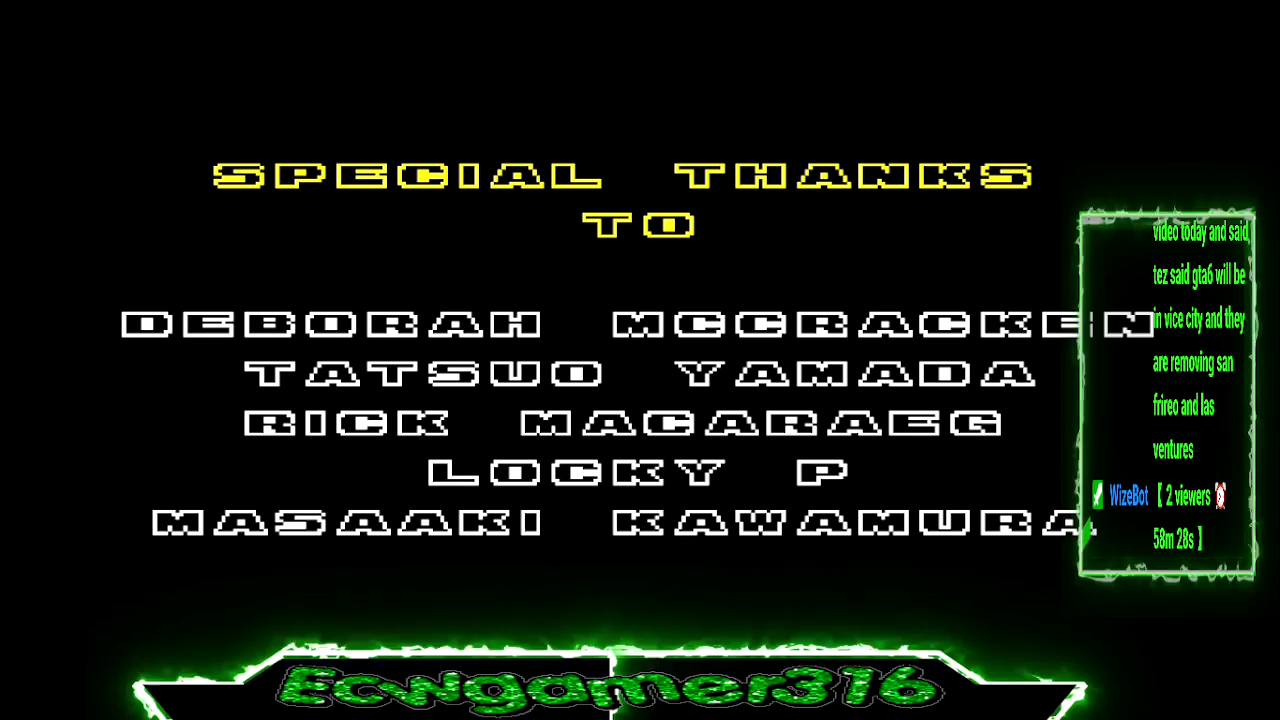 SPECIAL THANKS
TO
DEBORAH MCCRACKEN
TATSUO YAMADA
RICK MACARAEG
LOCKY P
MASAAKI KAWAMURA
video today and said,
tez said gta6 will be
in vice city and they
are removing san
frireo and las
ventures
WizeBot 【 2 viewers ⏰
58m 28s 】
Ecwgamer316